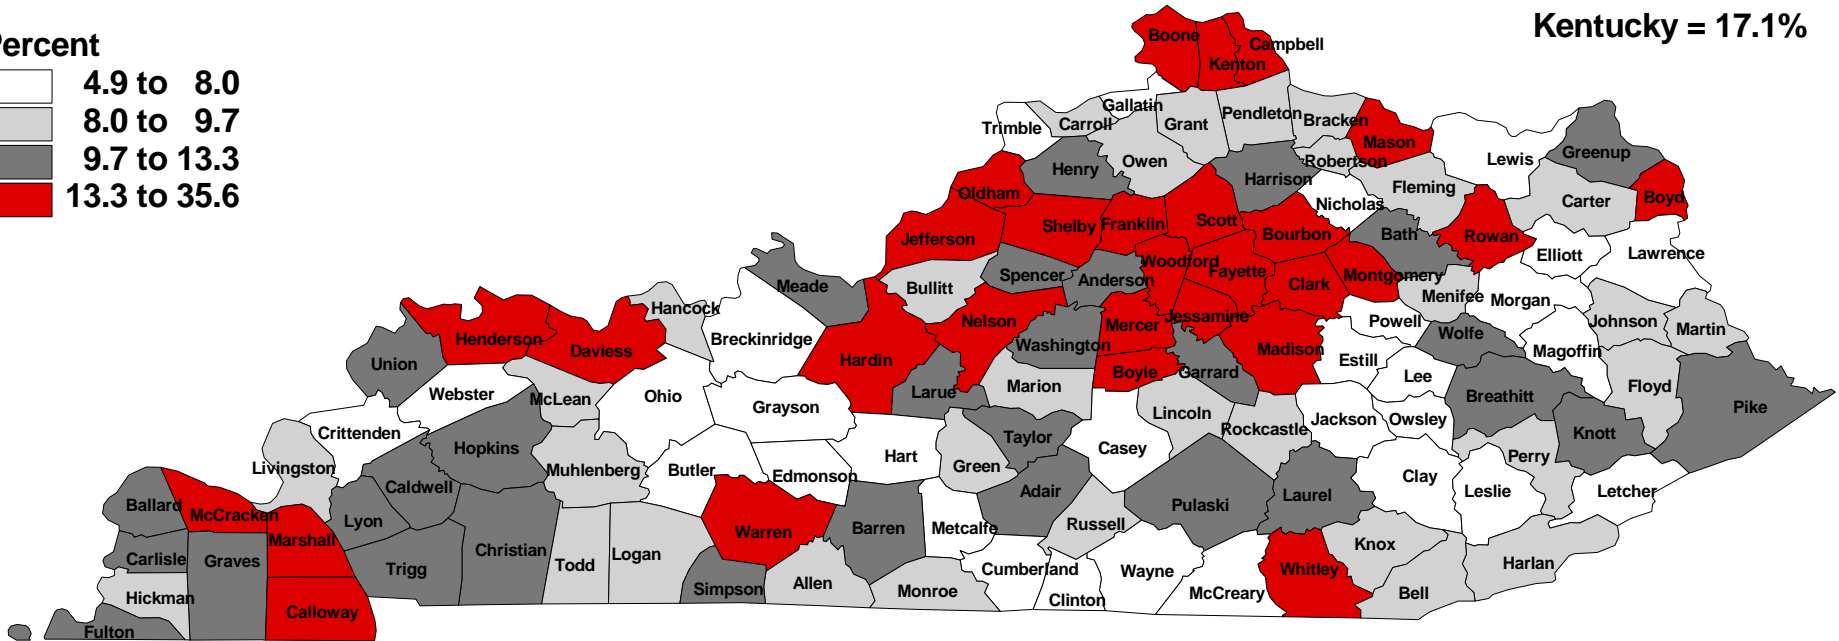 Percent
4.9 to 8.0
8.0 to 9.7
9.7 to 13.3
13.3 to 35.6
Kentucky = 17.1%
Boone
Campbell
Kenton
Gallatin
Trimble
Carroll
Grant
Pendleton
Bracken
Mason
Lewis
Greenup
Henry
Owen
Robertson
Harrison
Fleming
Carter
Boyd
Oldham
Nicholas
Shelby
Franklin
Scott
Bourbon
Bath
Rowan
Elliott
Lawrence
Jefferson
Woodford
Fayette
Clark
Montgomery
Menifee
Morgan
Spencer
Anderson
Bullitt
Meade
Hancock
Breckinridge
Henderson
Daviess
Union
Hardin
Nelson
Washington
Mercer
Jessamine
Madison
Powell
Estill
Wolfe
Magoffin
Johnson
Martin
Boyle
Garrard
Lee
Larue
Marion
Webster
McLean
Ohio
Grayson
Lincoln
Rockcastle
Jackson
Owsley
Breathitt
Floyd
Pike
Knott
Crittenden
Hopkins
Taylor
Casey
Livingston
Muhlenberg
Butler
Edmonson
Hart
Green
Perry
Clay
Leslie
Letcher
Caldwell
Lyon
Ballard
McCracken
Marshall
Adair
Pulaski
Laurel
Russell
Warren
Barren
Metcalfe
Carlisle
Graves
Trigg
Christian
Todd
Logan
Simpson
Allen
Monroe
Cumberland
Clinton
Wayne
McCreary
Whitley
Knox
Bell
Harlan
Hickman
Calloway
Fulton